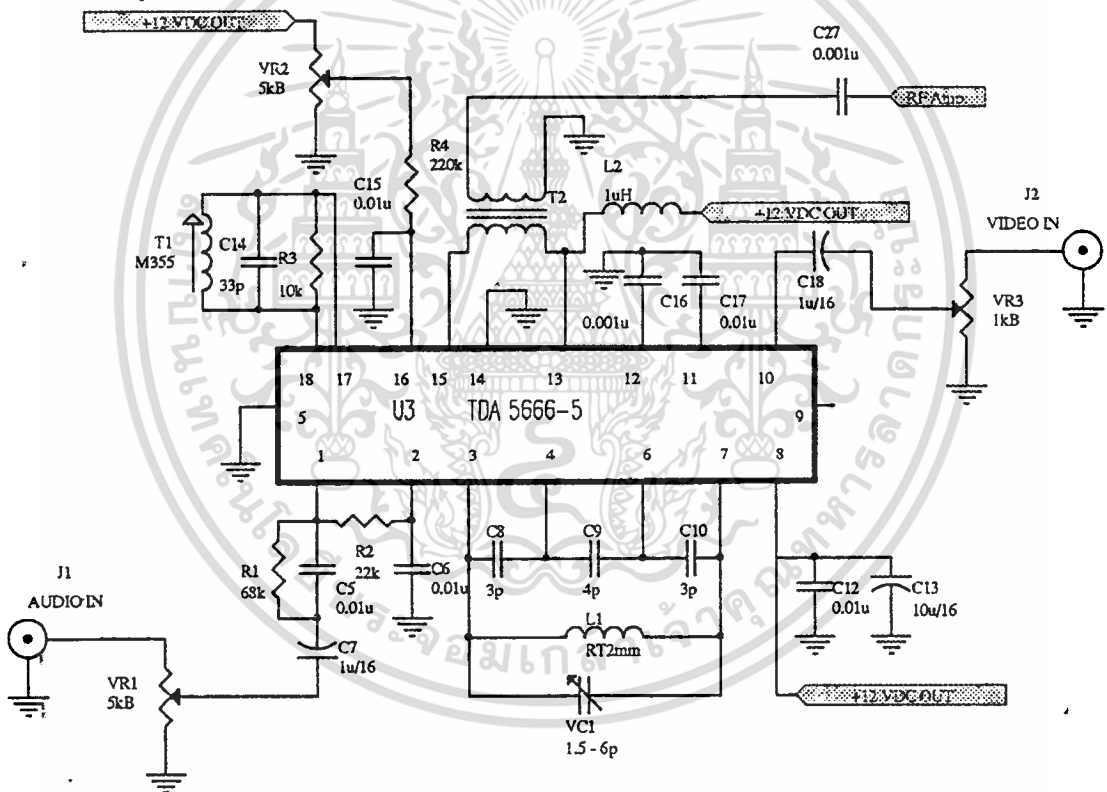 +12 VDC OUT
C27
0.001u
RF Amp
VR2
5kB
R4
220k
L2
1uH
+12 VDC OUT
J2
VIDEO IN
C15
0.01u
T2
T1
M355
C14
33p
R3
10k
C16
0.001u
C17
0.01u
C18
1u/16
VR3
1kB
18 17 16 15 14 13 12 11 10
5 U3 TDA 5666-5 9
1 2 3 4 6 7 8
R1
68k
R2
22k
C5
0.01u
C6
0.01u
C8
3p
C9
4p
C10
3p
C12
0.01u
C13
10u/16
J1
AUDIO IN
C7
1u/16
L1
RT2mm
VR1
5kB
VC1
1.5 - 6p
+12 VDC OUT